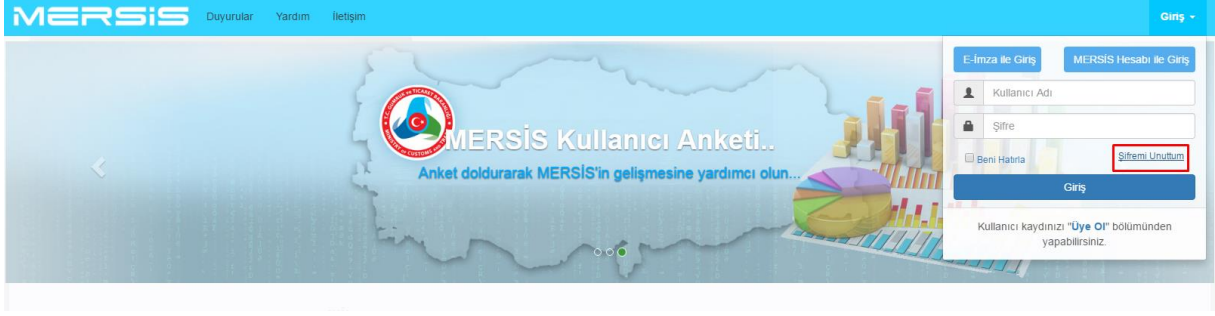 MERSiS Duyurular Yardım İletişim Giriş
E-İmza ile Giriş MERSİS Hesabı ile Giriş
Kullanıcı Adı
Şifre
Beni Hatırla Şifremi Unuttum
Giriş
Kullanıcı kaydınızı "Üye Ol" bölümünden
yapabilirsiniz.
MERSİS Kullanıcı Anketi..
Anket doldurarak MERSİS'in gelişmesine yardımcı olun...